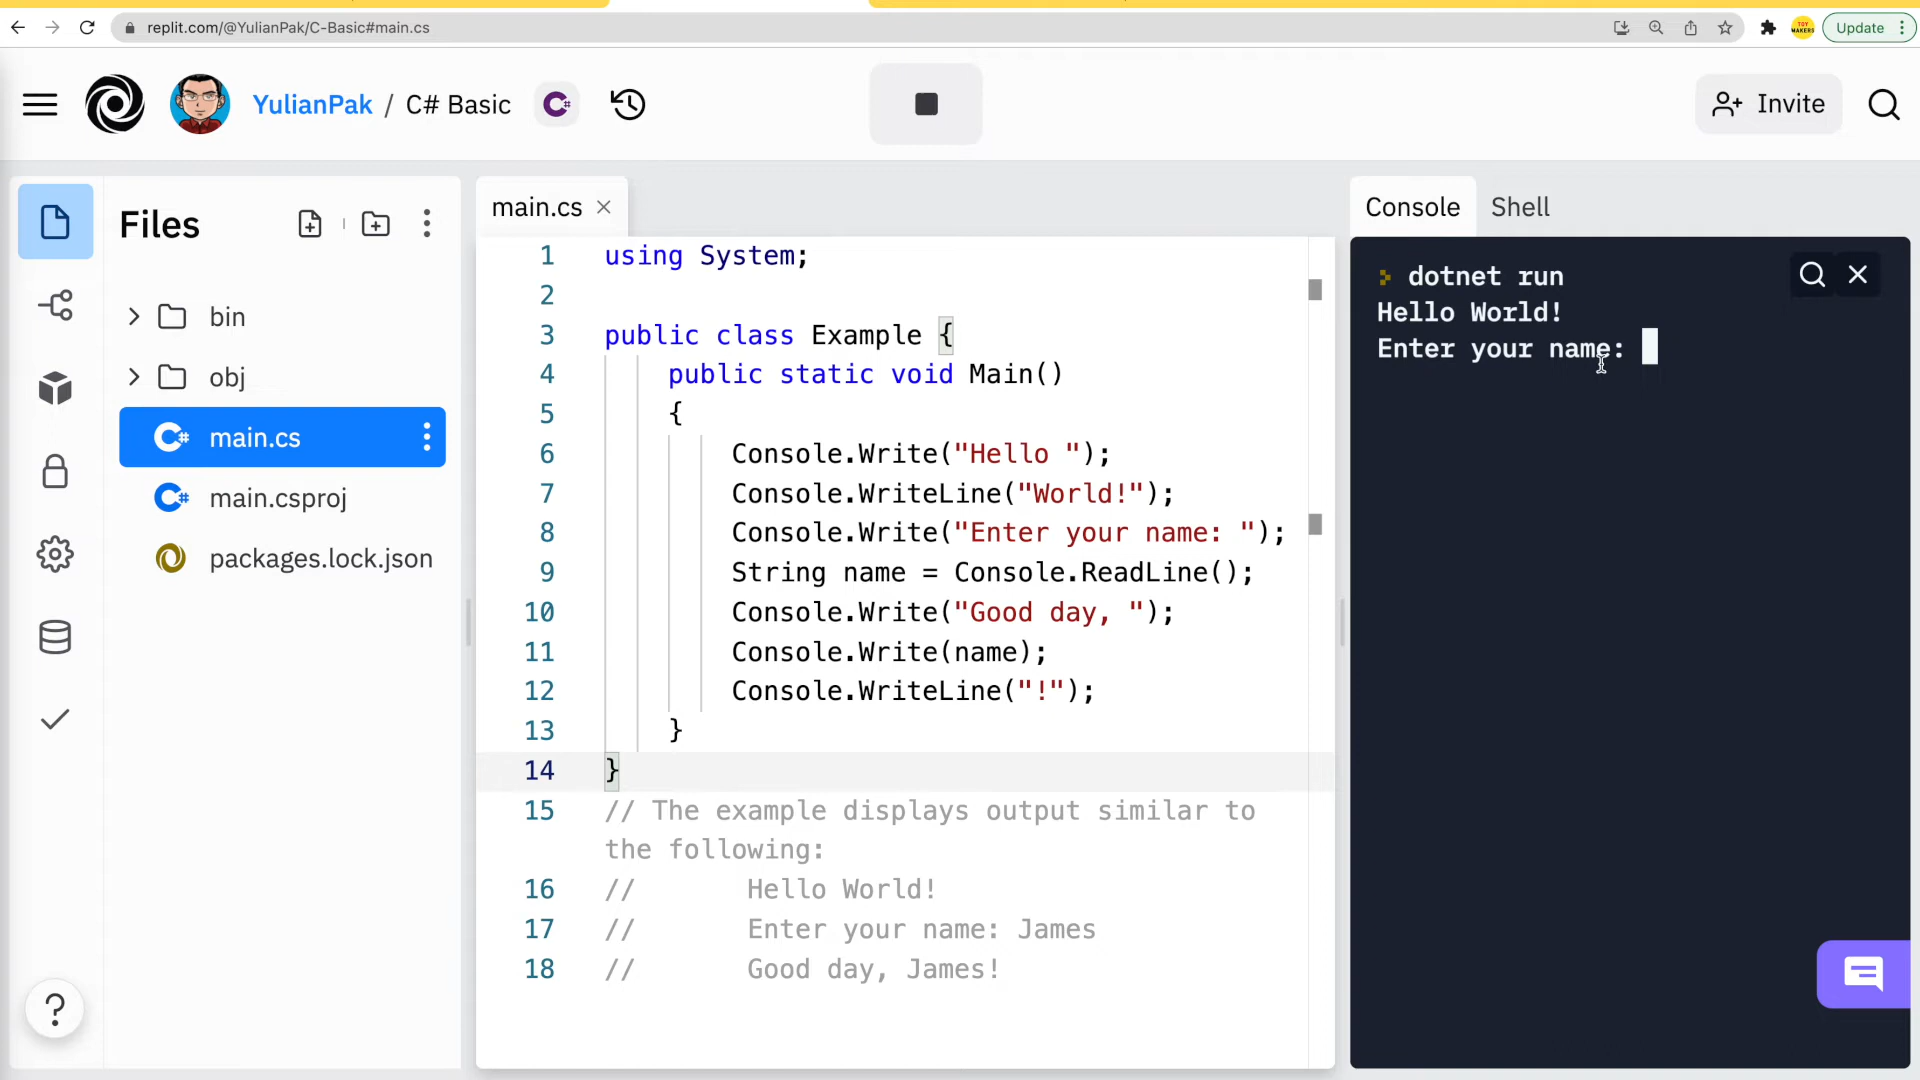 replit.com/@YulianPak/C-Basic#main.cs
TOY MAKERS
Update
YulianPak / C# Basic
Invite
Files
bin
obj
main.cs
main.csproj
packages.lock.json
main.cs
1 using System;
2
3 public class Example {
4 public static void Main()
5 {
6 Console.Write("Hello ");
7 Console.WriteLine("World!");
8 Console.Write("Enter your name: ");
9 String name = Console.ReadLine();
10 Console.Write("Good day, ");
11 Console.Write(name);
12 Console.WriteLine("!");
13 }
14 }
15 // The example displays output similar to
the following:
16 // Hello World!
17 // Enter your name: James
18 // Good day, James!
Console Shell
dotnet run
Hello World!
Enter your name:
?